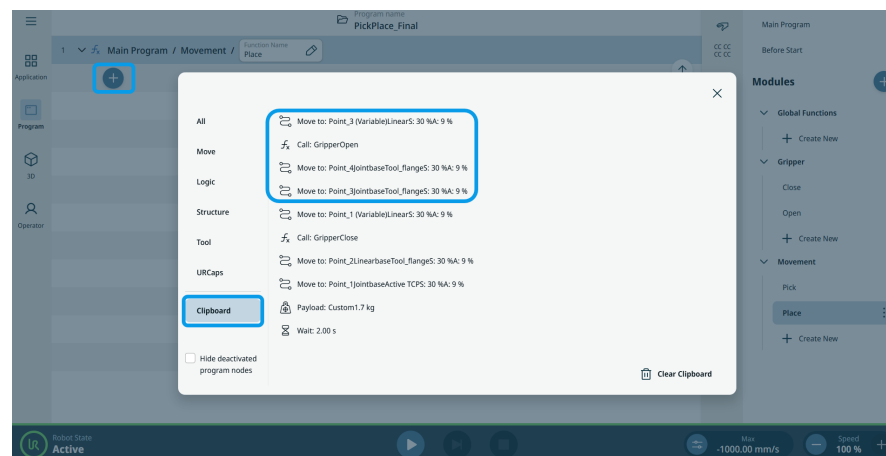 Program name
PickPlace_Final
1 Main Program / Movement / Function Name Place
CC CC
CC CC
Application
Program
3D
Operator
All
Move
Logic
Structure
Tool
URCaps
Clipboard
Hide deactivated
program nodes
Move to: Point_3 (Variable)LinearS: 30 %A: 9 %
fx Call: GripperOpen
Move to: Point_4JointbaseTool_flangeS: 30 %A: 9 %
Move to: Point_3JointbaseTool_flangeS: 30 %A: 9 %
Move to: Point_1 (Variable)LinearS: 30 %A: 9 %
fx Call: GripperClose
Move to: Point_2LinearbaseTool_flangeS: 30 %A: 9 %
Move to: Point_1JointbaseActive TCPS: 30 %A: 9 %
Payload: Custom1.7 kg
Wait: 2.00 s
Clear Clipboard
Main Program
Before Start
Modules
Global Functions
Create New
Gripper
Close
Open
Create New
Movement
Pick
Place
Create New
UR
Robot State
Active
Max
-1000.00 mm/s
Speed
100 %